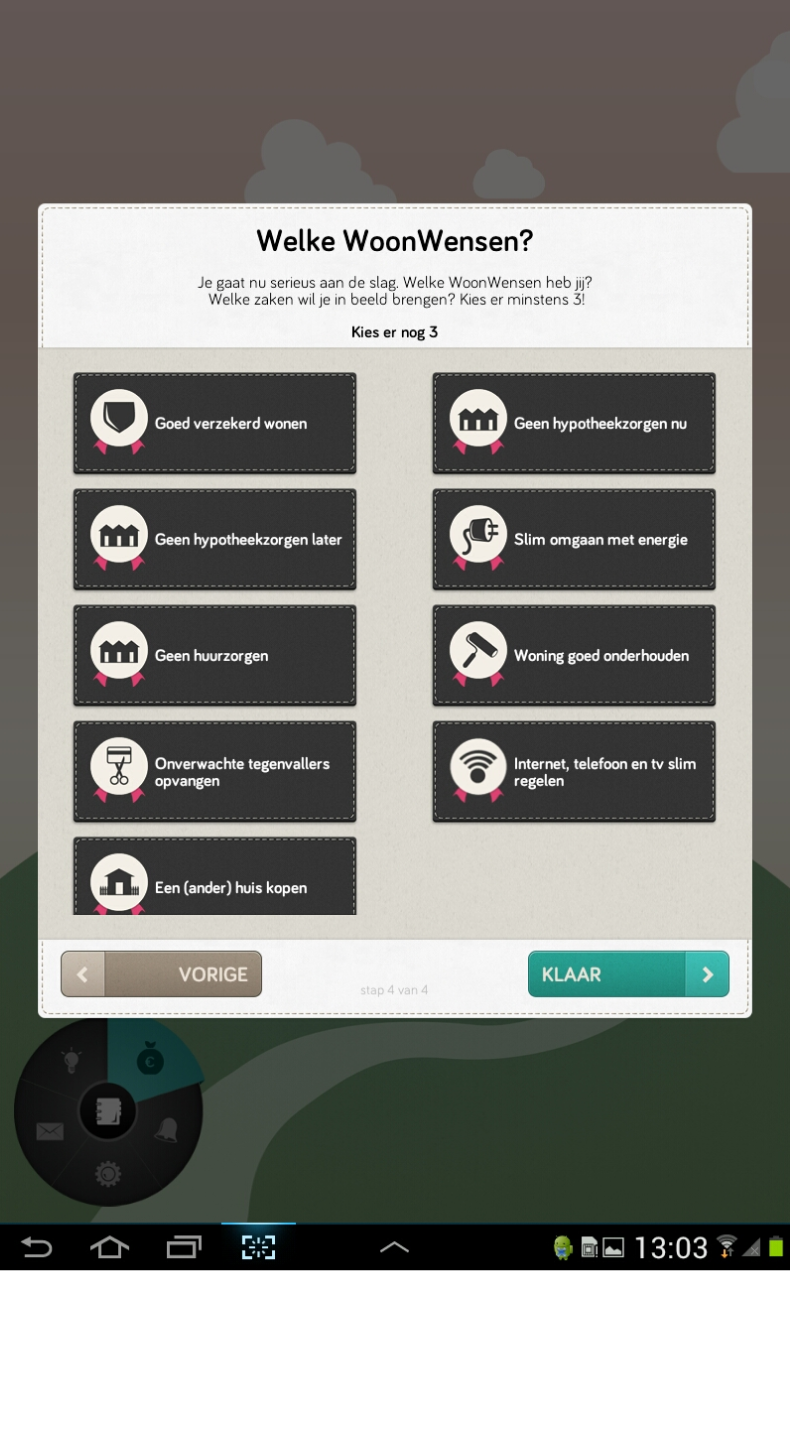 Welke WoonWensen?
Je gaat nu serieus aan de slag. Welke WoonWensen heb jij?
Welke zaken wil je in beeld brengen? Kies er minstens 3!
Kies er nog 3
Goed verzekerd wonen
Geen hypotheekzorgen nu
Geen hypotheekzorgen later
Slim omgaan met energie
Geen huurzorgen
Woning goed onderhouden
Onverwachte tegenvallers
opvangen
Internet, telefoon en tv slim
regelen
Een (ander) huis kopen
VORIGE
stap 4 van 4
KLAAR
€
13:03